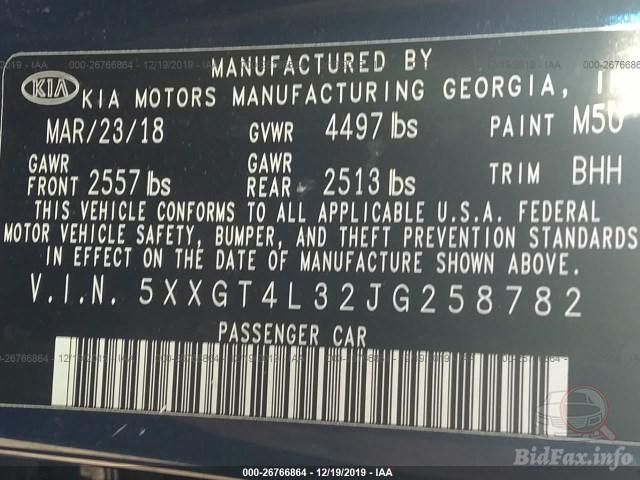 MANUFACTURED BY
KIA KIA MOTORS MANUFACTURING GEORGIA,
MAR/23/18 GVWR 4497 lbs PAINT M5U
GAWR FRONT 2557 lbs GAWR REAR 2513 lbs TRIM BHH
THIS VEHICLE CONFORMS TO ALL APPLICABLE U.S.A. FEDERAL
MOTOR VEHICLE SAFETY, BUMPER, AND THEFT PREVENTION STANDARDS
IN EFFECT ON THE DATE OF MANUFACTURE SHOWN ABOVE.
V.I.N. 5XXGT4L32JG258782
PASSENGER CAR
000-26766864 - 12/19/2019 - IAA
BidFax.info